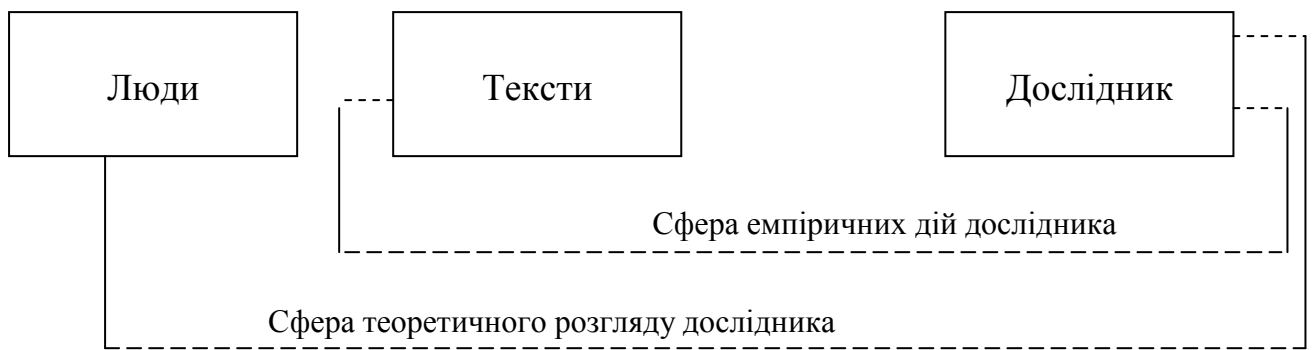 Люди
Тексти
Дослідник
Сфера емпіричних дій дослідника
Сфера теоретичного розгляду дослідника